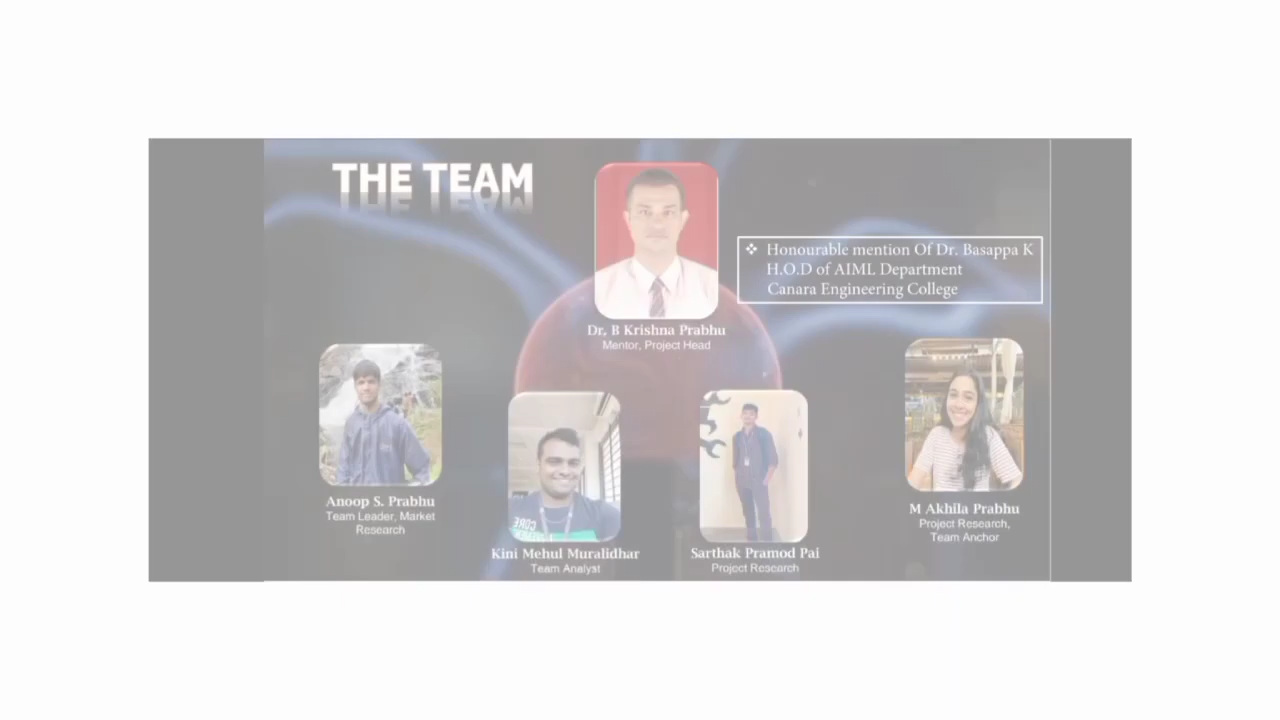 THE TEAM
❖ Honourable mention Of Dr. Basappa K
H.O.D of AIML Department
Canara Engineering College
Dr, B Krishna Prabhu
Mentor, Project Head
Anoop S. Prabhu
Team Leader, Market
Research
Kini Mehul Muralidhar
Team Analyst
Sarthak Pramod Pai
Project Research
M Akhila Prabhu
Project Research,
Team Anchor